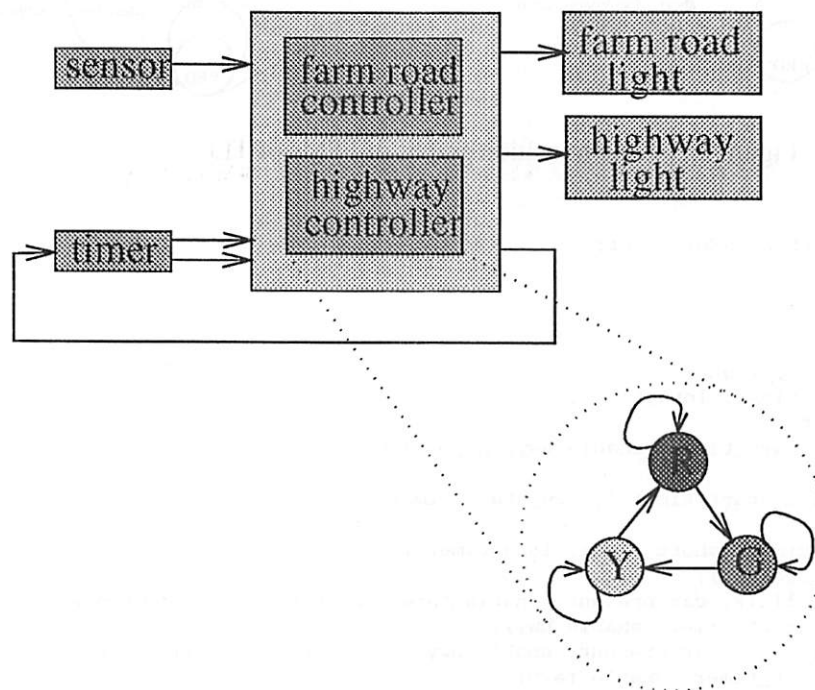 sensor
farm road
controller
highway
controller
timer
farm road
light
highway
light
R
Y
G